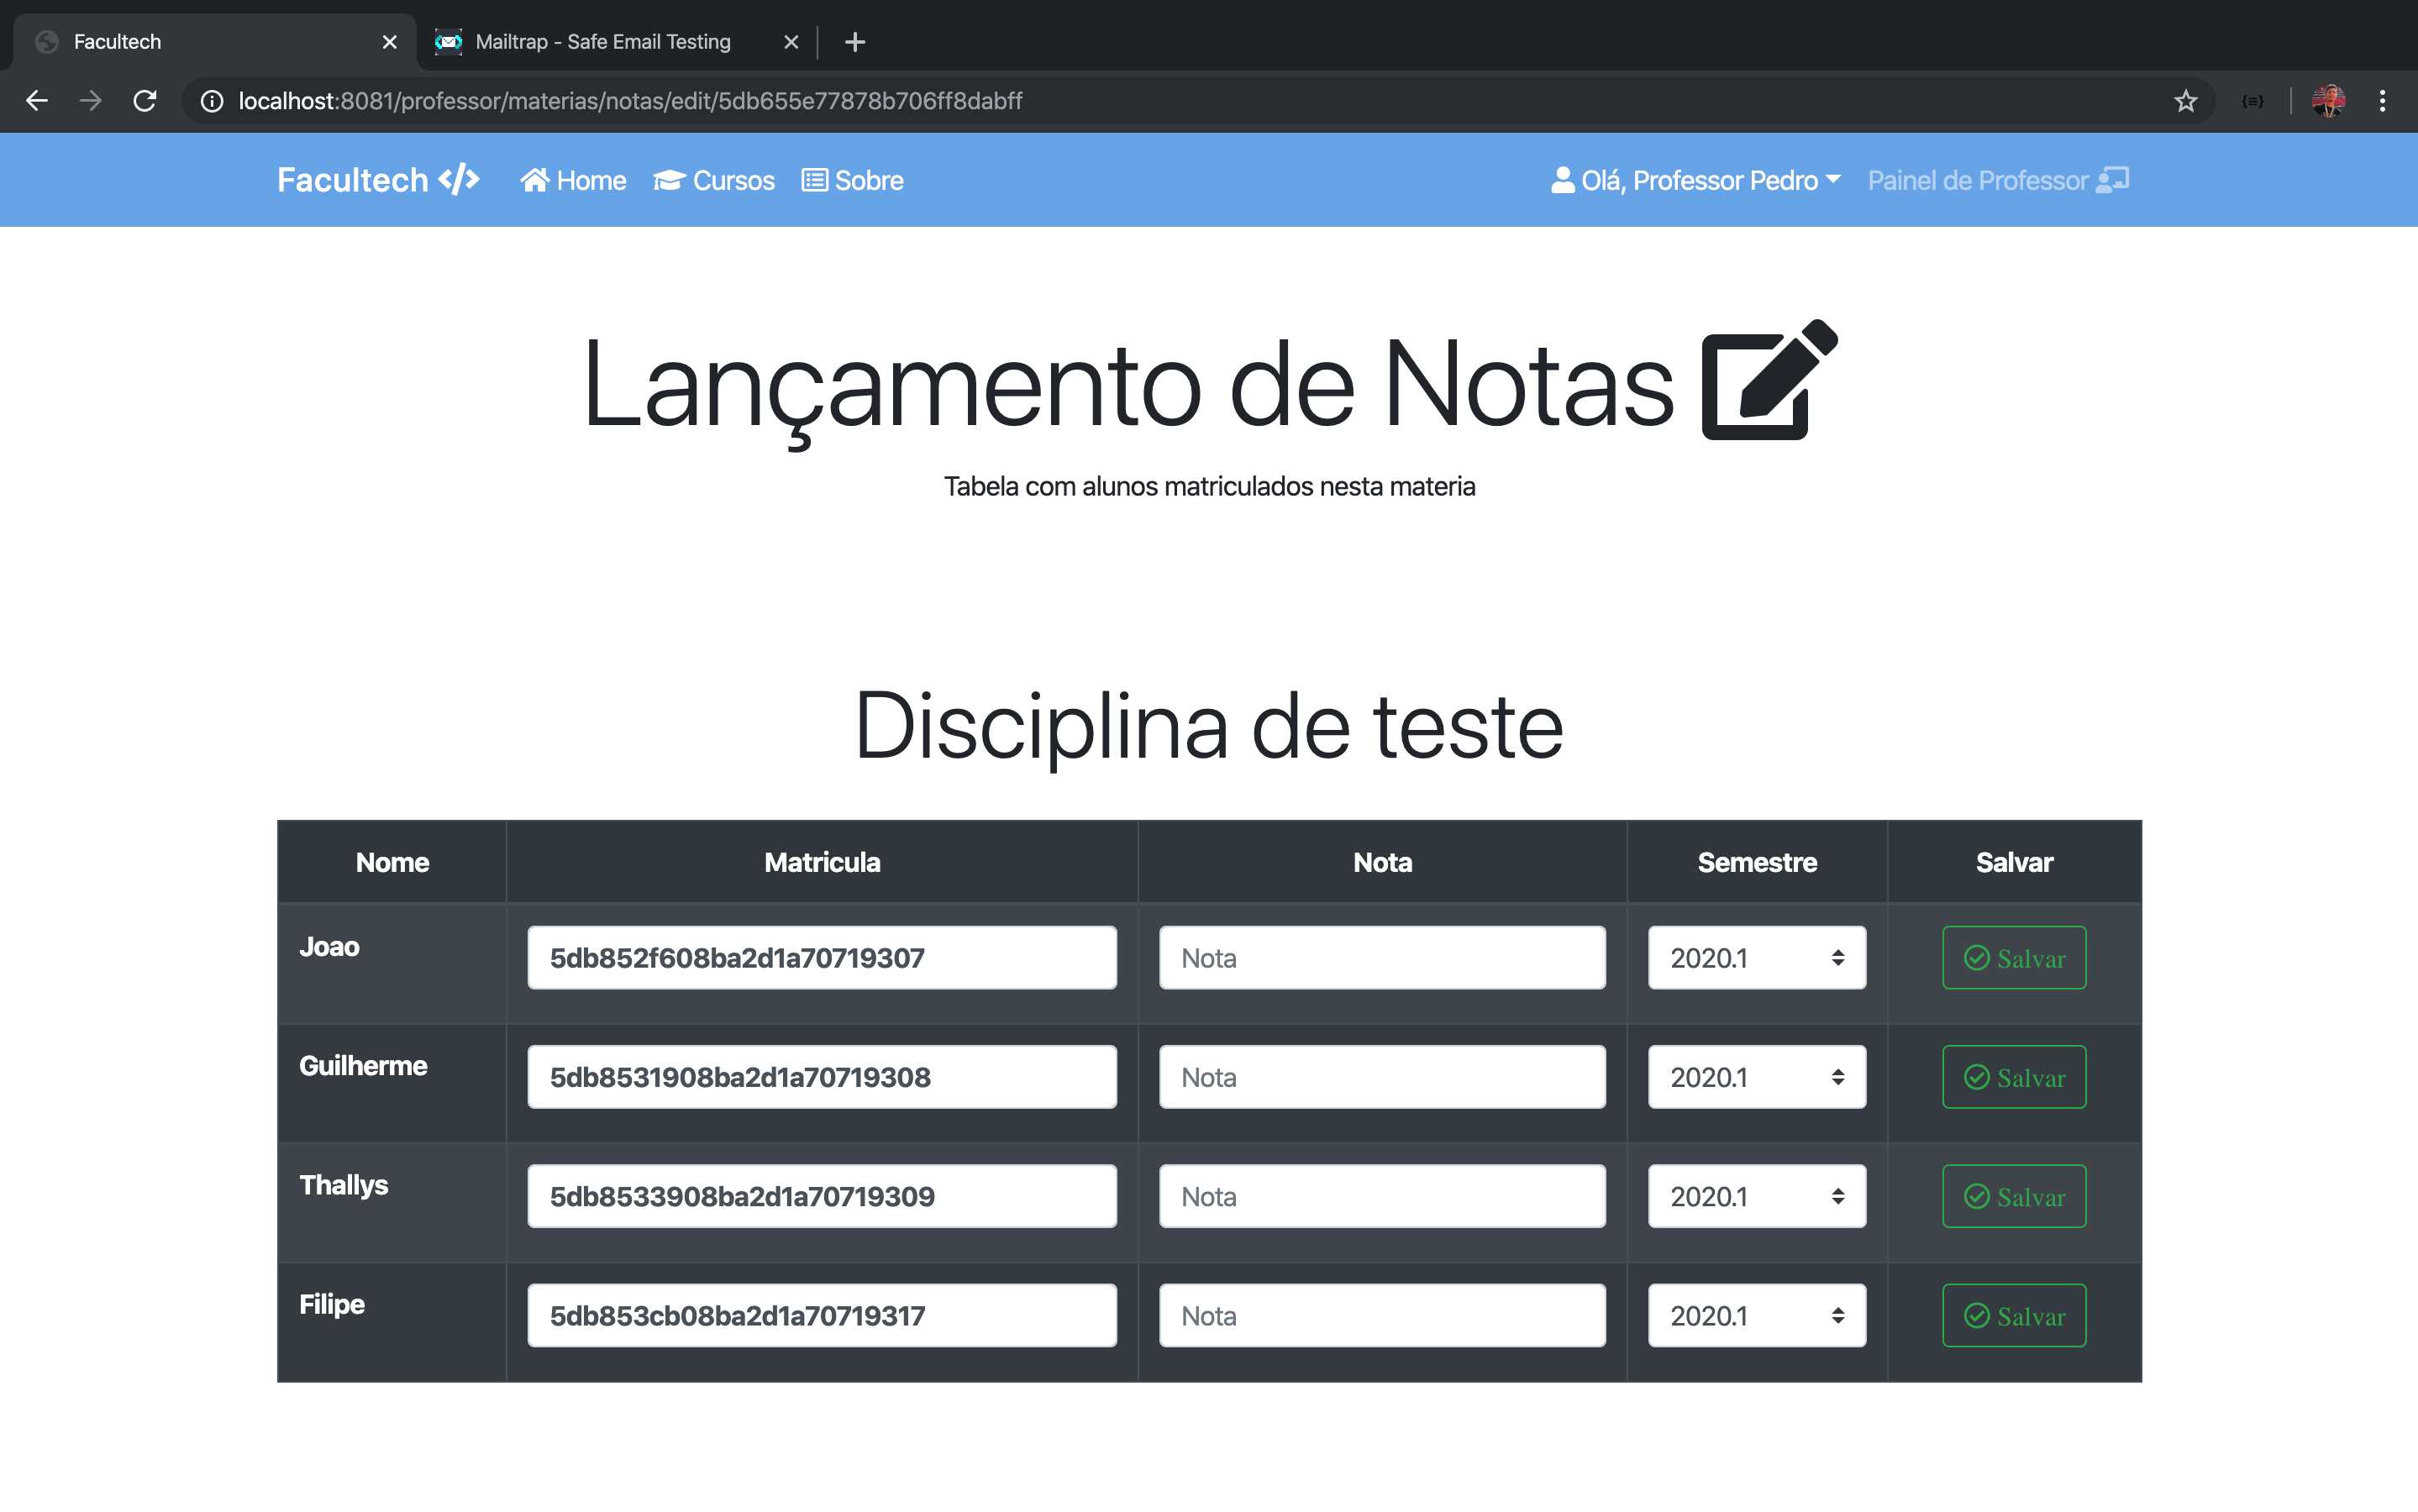 Facultech
Mailtrap - Safe Email Testing
localhost:8081/professor/materias/notas/edit/5db655e77878b706ff8dabff
Facultech </> Home Cursos Sobre Olá, Professor Pedro Painel de Professor
Lançamento de Notas
Tabela com alunos matriculados nesta materia
Disciplina de teste
Nome Matricula Nota Semestre Salvar
Joao 5db852f608ba2d1a70719307 Nota 2020.1 Salvar
Guilherme 5db8531908ba2d1a70719308 Nota 2020.1 Salvar
Thallys 5db8533908ba2d1a70719309 Nota 2020.1 Salvar
Filipe 5db853cb08ba2d1a70719317 Nota 2020.1 Salvar